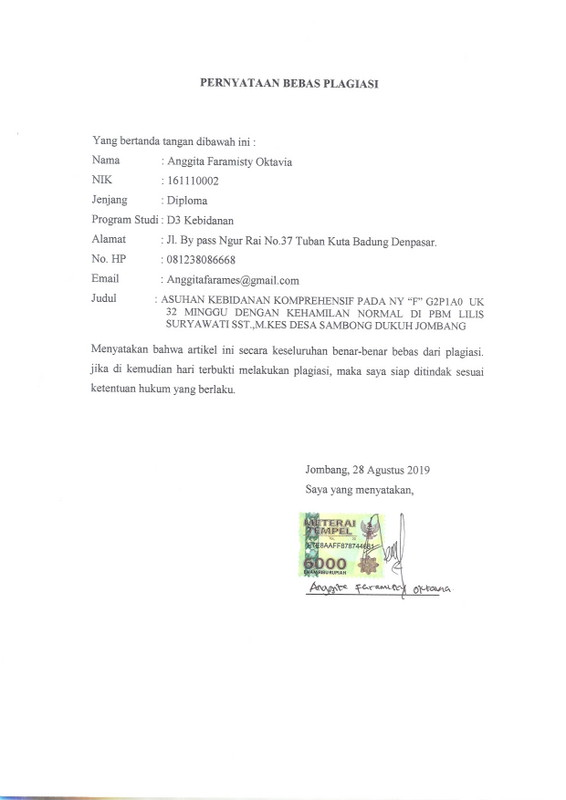 PERNYATAAN BEBAS PLAGIASI
Yang bertanda tangan dibawah ini :
Nama : Anggita Faramisty Oktavia
NIK : 161110002
Jenjang : Diploma
Program Studi : D3 Kebidanan
Alamat : Jl. By pass Ngur Rai No.37 Tuban Kuta Badung Denpasar.
No. HP : 081238086668
Email : Anggitafarames@gmail.com
Judul : ASUHAN KEBIDANAN KOMPREHENSIF PADA NY “F” G2P1A0 UK
32 MINGGU DENGAN KEHAMILAN NORMAL DI PBM LILIS
SURYAWATI SST.,M.KES DESA SAMBONG DUKUH JOMBANG
Menyatakan bahwa artikel ini secara keseluruhan benar-benar bebas dari plagiasi.
jika di kemudian hari terbukti melakukan plagiasi, maka saya siap ditindak sesuai
ketentuan hukum yang berlaku.
Jombang, 28 Agustus 2019
Saya yang menyatakan,
METERAI
TEMPEL
6000
ENAM RIBU RUPIAH